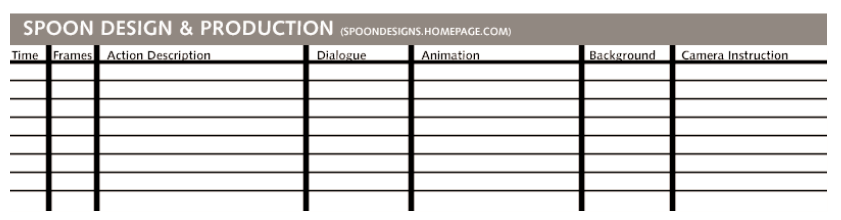 SPOON DESIGN & PRODUCTION (SPOONDESIGNS.HOMEPAGE.COM)
Time Frames Action Description Dialogue Animation Background Camera Instruction